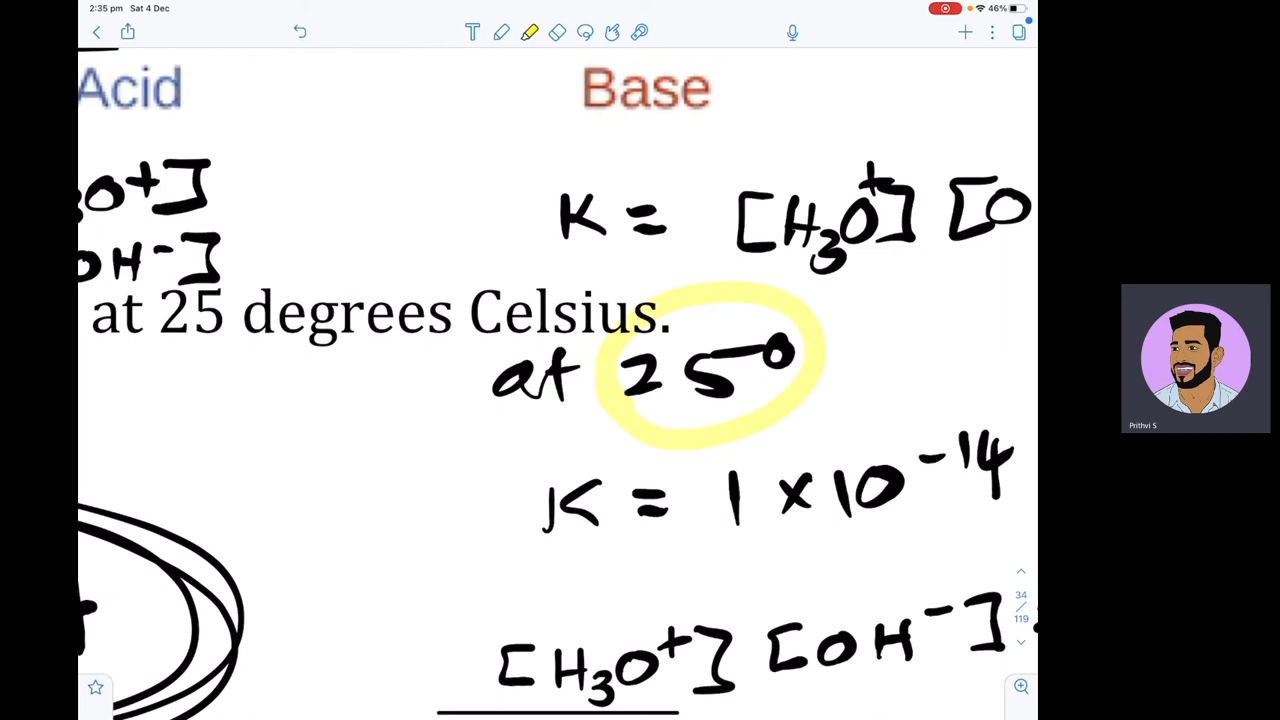 2:35 pm Sat 4 Dec 46%
Acid Base
O+]
K = [H3O+] [O
OH-]
at 25 degrees Celsius.
at 25°
K = 1 x 10-14
34
/
119
[H3O+] [OH-]
Prithvi S